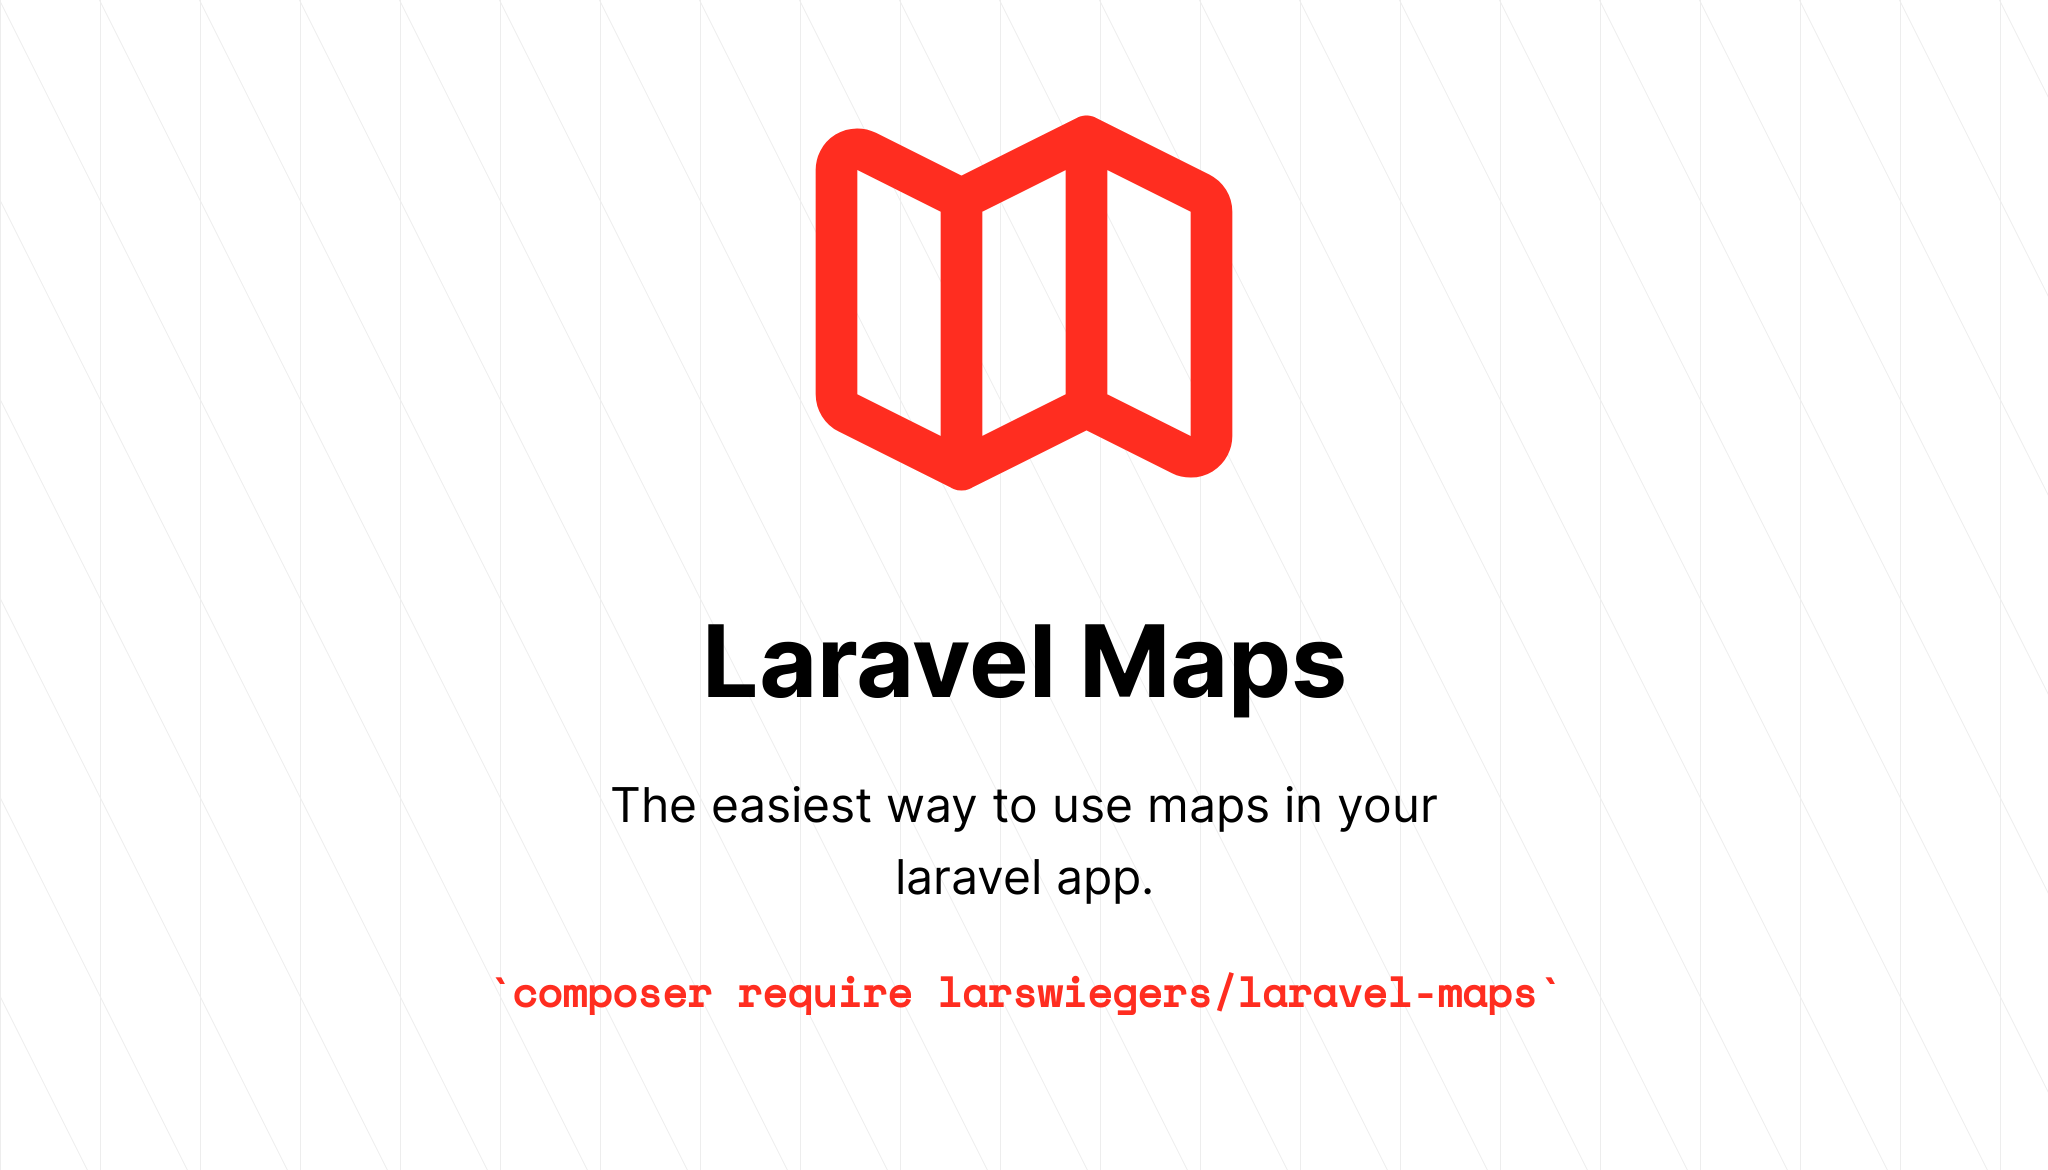 Laravel Maps
The easiest way to use maps in your
laravel app.
`composer require larswiegers/laravel-maps`